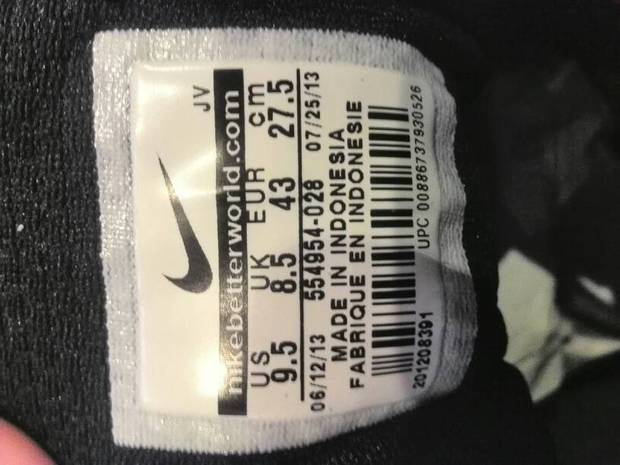 JV
nikebetterworld.com
US UK EUR cm
9.5 8.5 43 27.5
06/12/13 554954-028 07/25/13
MADE IN INDONESIA
FABRIQUE EN INDONESIE
201208391 UPC 00886737930526